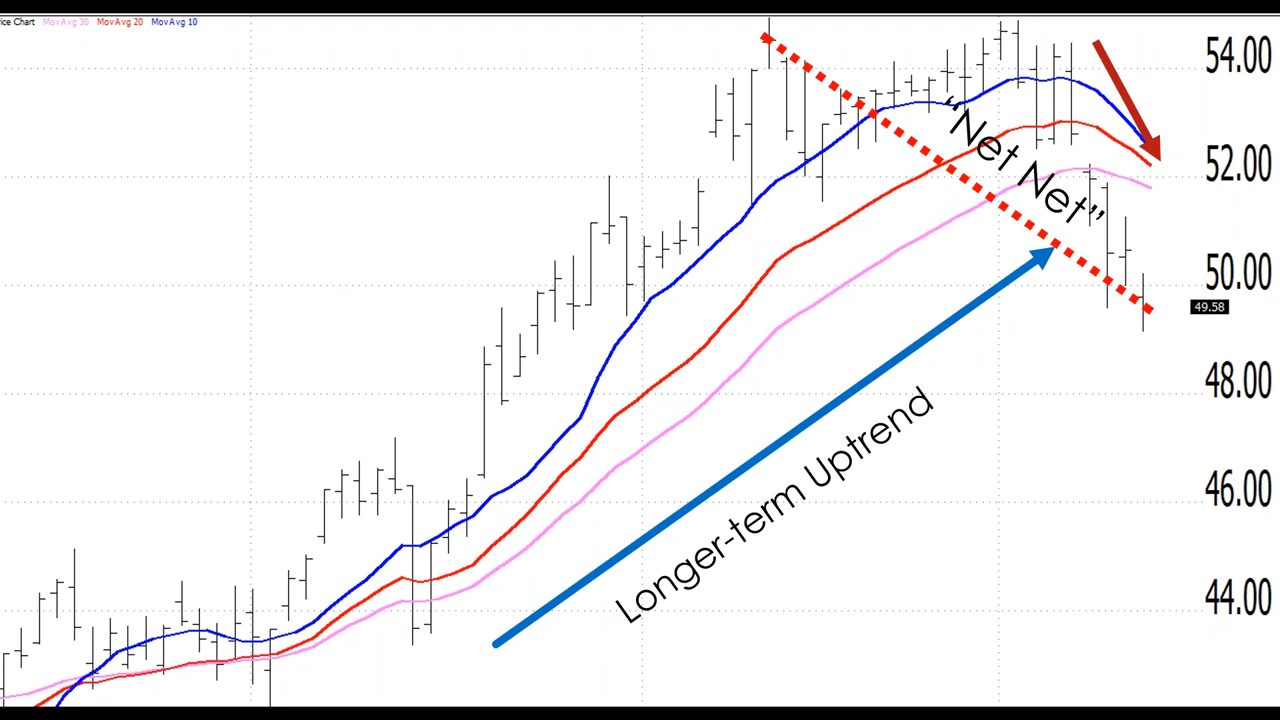 ice Chart MovAvg 30 MovAvg 20 MovAvg 10
54.00
“Net Net”
52.00
50.00
49.58
48.00
Longer-term Uptrend
46.00
44.00